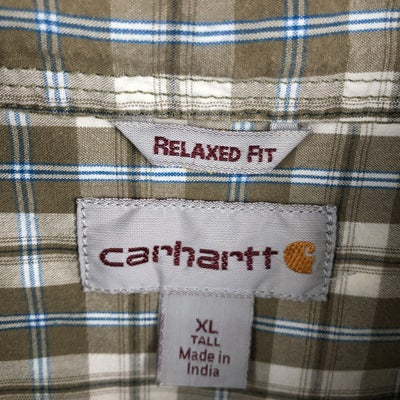 RELAXED FIT
carhartt
XL
TALL
Made in
India